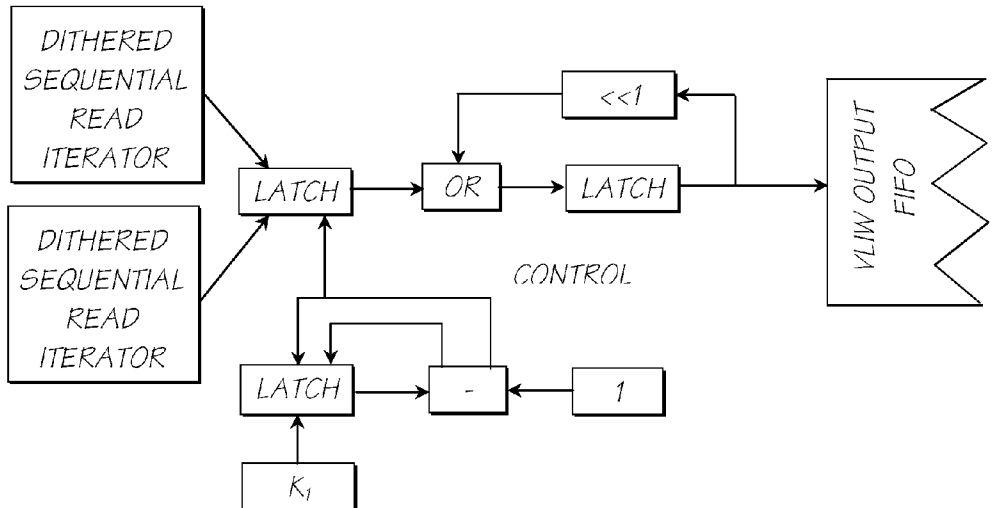 DITHERED
SEQUENTIAL
READ
ITERATOR
<<1
LATCH
OR
LATCH
VLIW OUTPUT
FIFO
DITHERED
SEQUENTIAL
READ
ITERATOR
CONTROL
LATCH
-
1
K₁